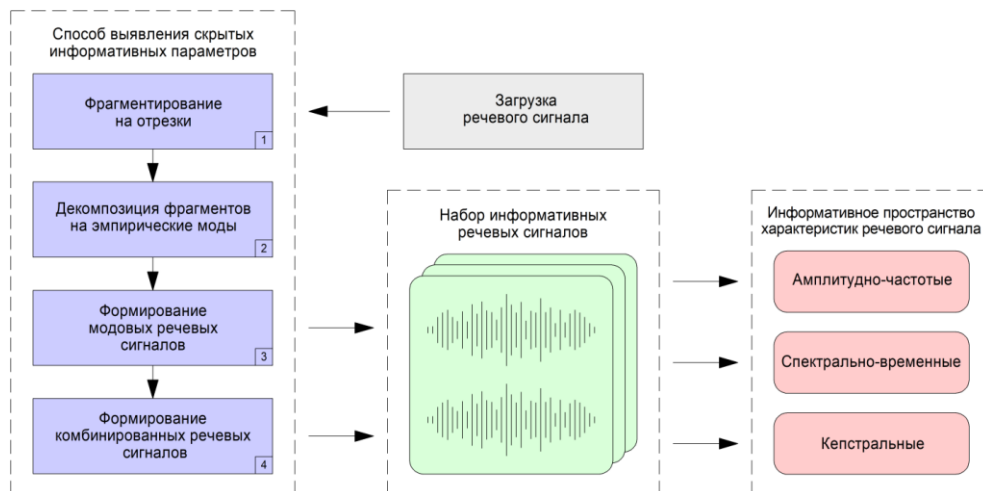 Способ выявления скрытых
информативных параметров
Фрагментирование
на отрезки
1
Загрузка
речевого сигнала
Декомпозиция фрагментов
на эмпирические моды
2
Формирование
модовых речевых
сигналов
3
Формирование
комбинированных речевых
сигналов
4
Набор информативных
речевых сигналов
Информативное пространство
характеристик речевого сигнала
Амплитудно-частотые
Спектрально-временные
Кепстральные